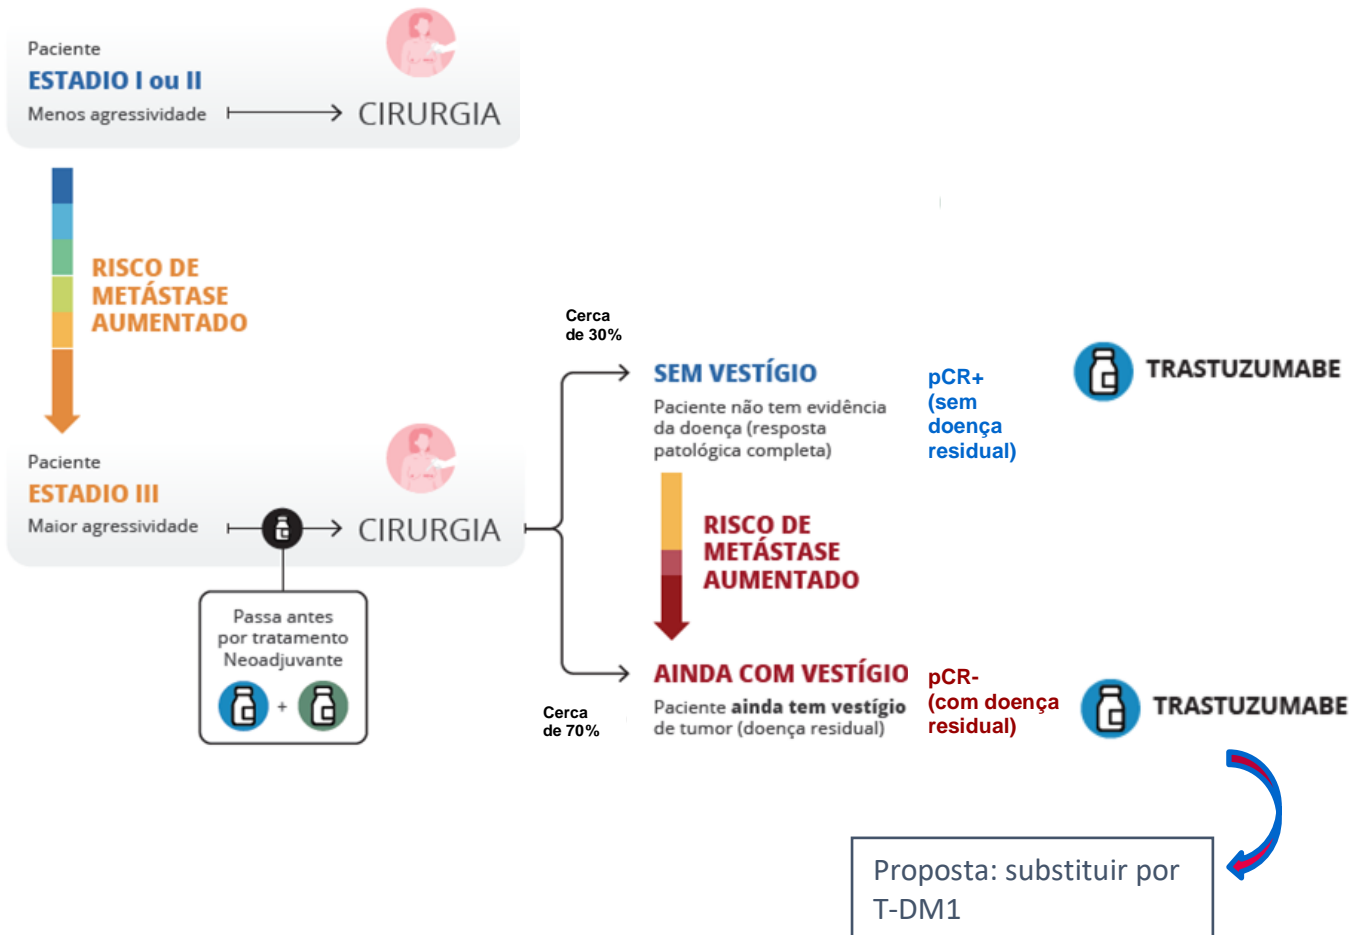 Paciente
ESTADIO I ou II
Menos agressividade
CIRURGIA
RISCO DE
METÁSTASE
AUMENTADO
Paciente
ESTADIO III
Maior agressividade
CIRURGIA
Passa antes
por tratamento
Neoadjuvante
+
Cerca
de 30%
SEM VESTÍGIO
Paciente não tem evidência
da doença (resposta
patológica completa)
pCR+
(sem
doença
residual)
TRASTUZUMABE
RISCO DE
METÁSTASE
AUMENTADO
Cerca
de 70%
AINDA COM VESTÍGIO
Paciente ainda tem vestígio
de tumor (doença residual)
pCR-
(com doença
residual)
TRASTUZUMABE
Proposta: substituir por
T-DM1